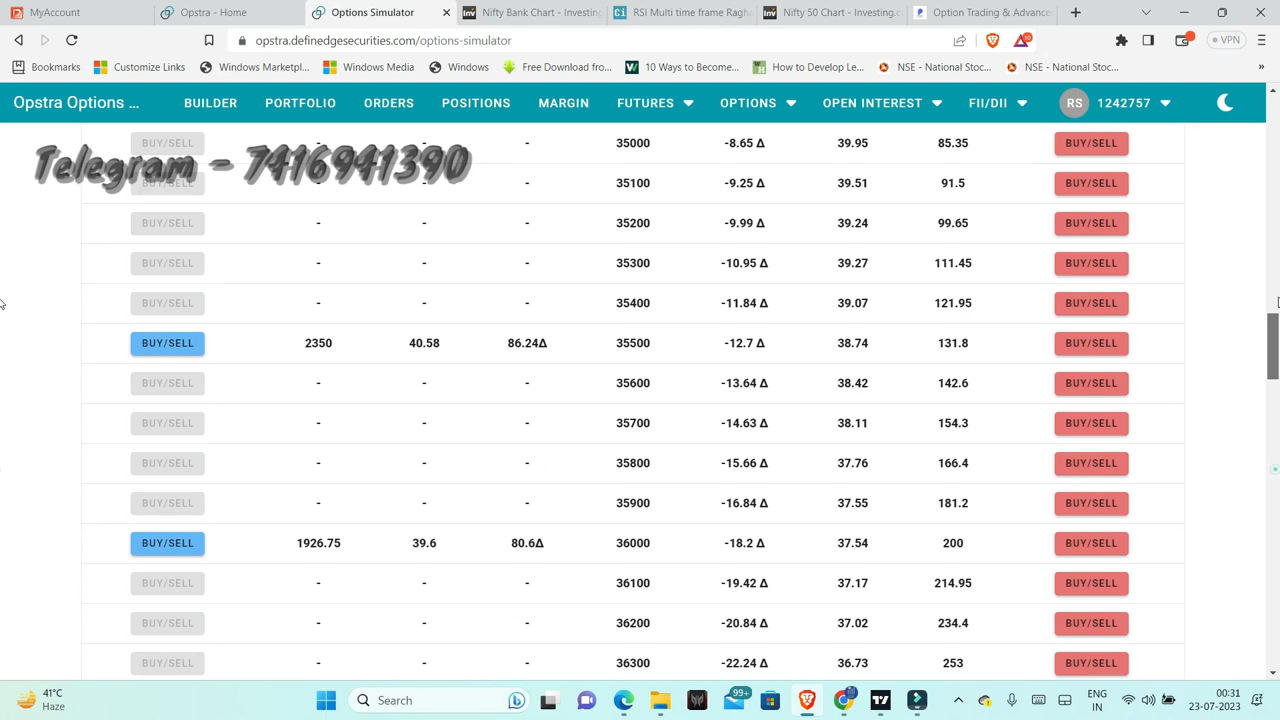 MyAccount
Opstra - Home
Options Simulator
Nifty Bank Chart - Investing
RSI Multi time frame Ragha
Nifty 50 Chart - Investing.co
Option Trading & Advance
opstra.definedgesecurities.com/options-simulator
10
VPN
Bookmarks
Customize Links
Windows Marketpl...
Windows Media
Windows
Free Download fro...
10 Ways to Become...
How to Develop Le...
NSE - National Stoc...
NSE - National Stoc...
»
Opstra Options ...
BUILDER
PORTFOLIO
ORDERS
POSITIONS
MARGIN
FUTURES
OPTIONS
OPEN INTEREST
FII/DII
RS
1242757
Telegram - 7416941390
BUY/SELL - - - 35000 -8.65 Δ 39.95 85.35 BUY/SELL
BUY/SELL - - - 35100 -9.25 Δ 39.51 91.5 BUY/SELL
BUY/SELL - - - 35200 -9.99 Δ 39.24 99.65 BUY/SELL
BUY/SELL - - - 35300 -10.95 Δ 39.27 111.45 BUY/SELL
BUY/SELL - - - 35400 -11.84 Δ 39.07 121.95 BUY/SELL
BUY/SELL 2350 40.58 86.24Δ 35500 -12.7 Δ 38.74 131.8 BUY/SELL
BUY/SELL - - - 35600 -13.64 Δ 38.42 142.6 BUY/SELL
BUY/SELL - - - 35700 -14.63 Δ 38.11 154.3 BUY/SELL
BUY/SELL - - - 35800 -15.66 Δ 37.76 166.4 BUY/SELL
BUY/SELL - - - 35900 -16.84 Δ 37.55 181.2 BUY/SELL
BUY/SELL 1926.75 39.6 80.6Δ 36000 -18.2 Δ 37.54 200 BUY/SELL
BUY/SELL - - - 36100 -19.42 Δ 37.17 214.95 BUY/SELL
BUY/SELL - - - 36200 -20.84 Δ 37.02 234.4 BUY/SELL
BUY/SELL - - - 36300 -22.24 Δ 36.73 253 BUY/SELL
41°C
Haze
Search
99+
ENG
IN
00:31
23-07-2023